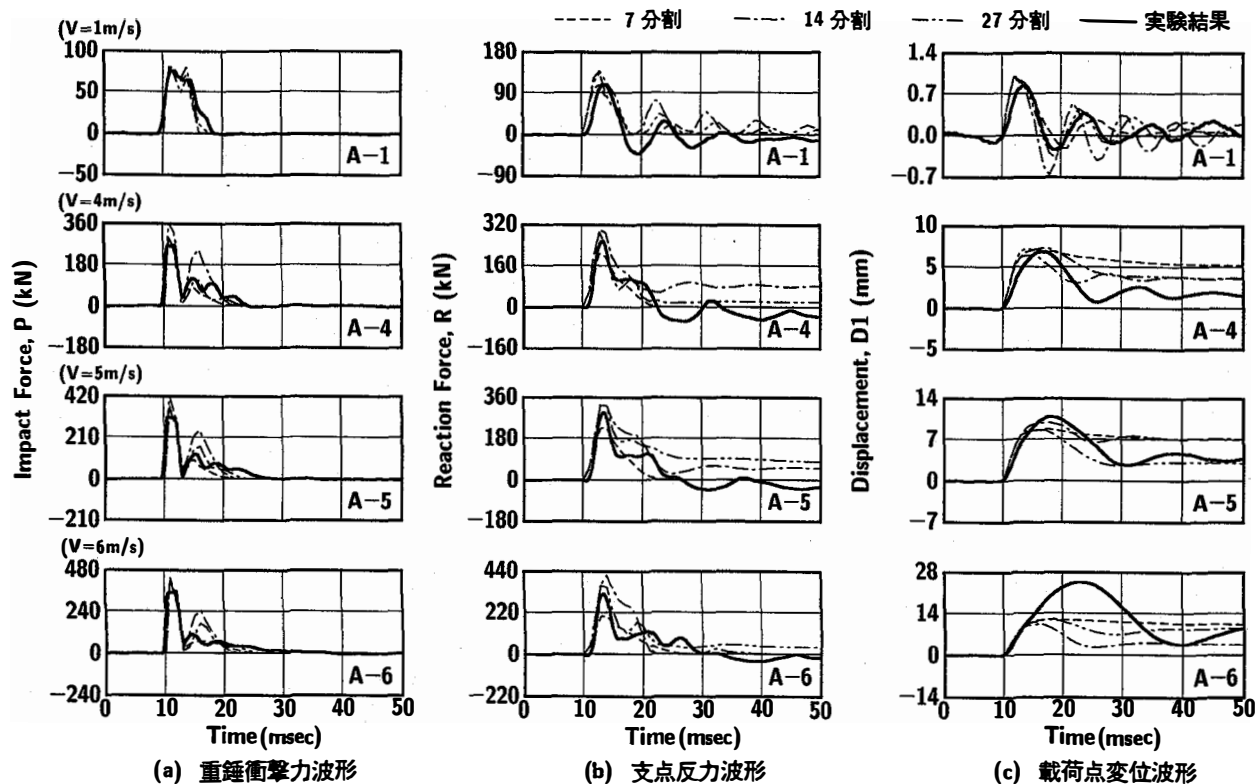 7 分割 14 分割 27 分割 実験結果
(V=1m/s)
100
50
0
−50
A−1
180
90
0
−90
A−1
1.4
0.7
0.0
−0.7
A−1
(V=4m/s)
360
180
0
−180
A−4
320
160
0
−160
A−4
10
5
0
−5
A−4
(V=5m/s)
420
210
0
−210
A−5
360
180
0
−180
A−5
14
7
0
−7
A−5
(V=6m/s)
480
240
0
−240
A−6
440
220
0
−220
A−6
28
14
0
−14
A−6
Impact Force, P (kN)
Reaction Force, R (kN)
Displacement, D1 (mm)
0 10 20 30 40 50
0 10 20 30 40 50
0 10 20 30 40 50
Time (msec)
Time (msec)
Time (msec)
(a) 重錘衝撃力波形
(b) 支点反力波形
(c) 載荷点変位波形